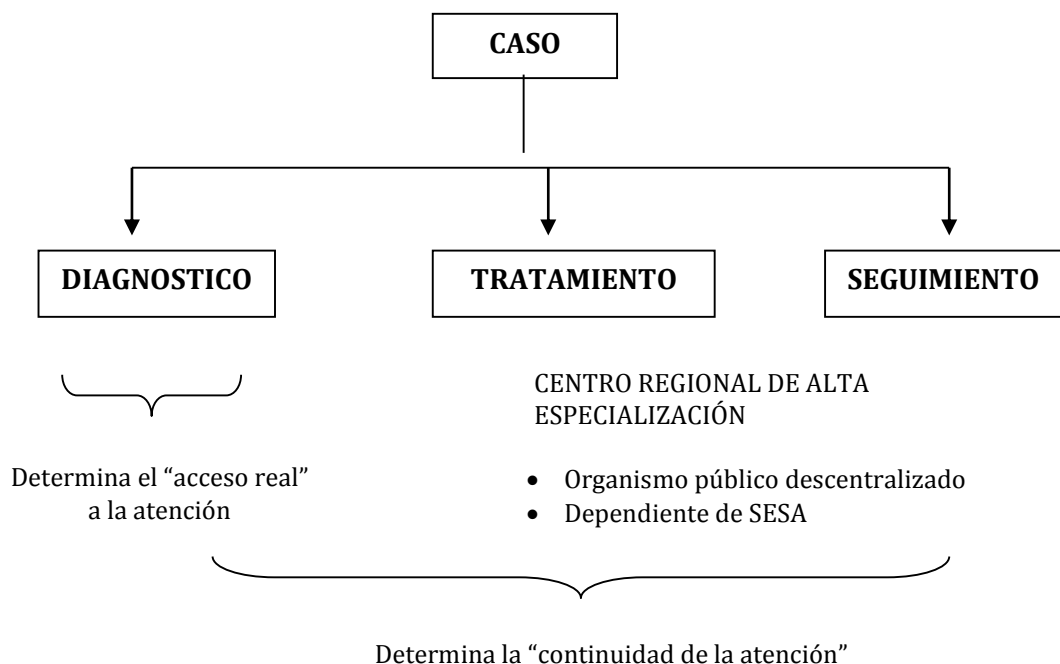 CASO
DIAGNOSTICO
TRATAMIENTO
SEGUIMIENTO
CENTRO REGIONAL DE ALTA
ESPECIALIZACIÓN
Determina el “acceso real”
a la atención
• Organismo público descentralizado
• Dependiente de SESA
Determina la “continuidad de la atención”